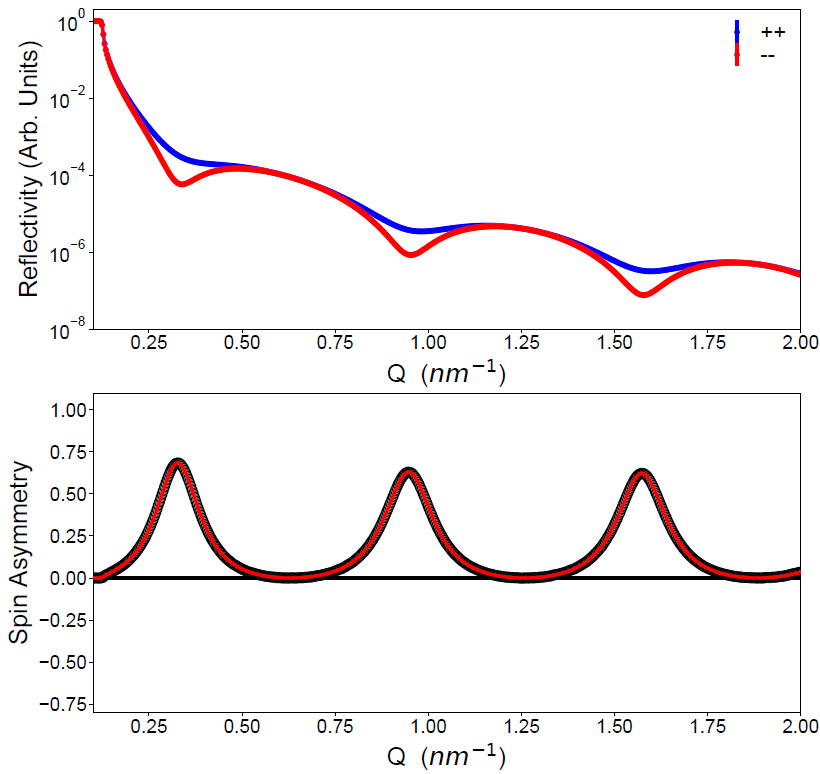 Reflectivity (Arb. Units)
10^0
10^-2
10^-4
10^-6
10^-8
++
--
0.25 0.50 0.75 1.00 1.25 1.50 1.75 2.00
Q (nm^-1)
Spin Asymmetry
1.00
0.75
0.50
0.25
0.00
−0.25
−0.50
−0.75
0.25 0.50 0.75 1.00 1.25 1.50 1.75 2.00
Q (nm^-1)